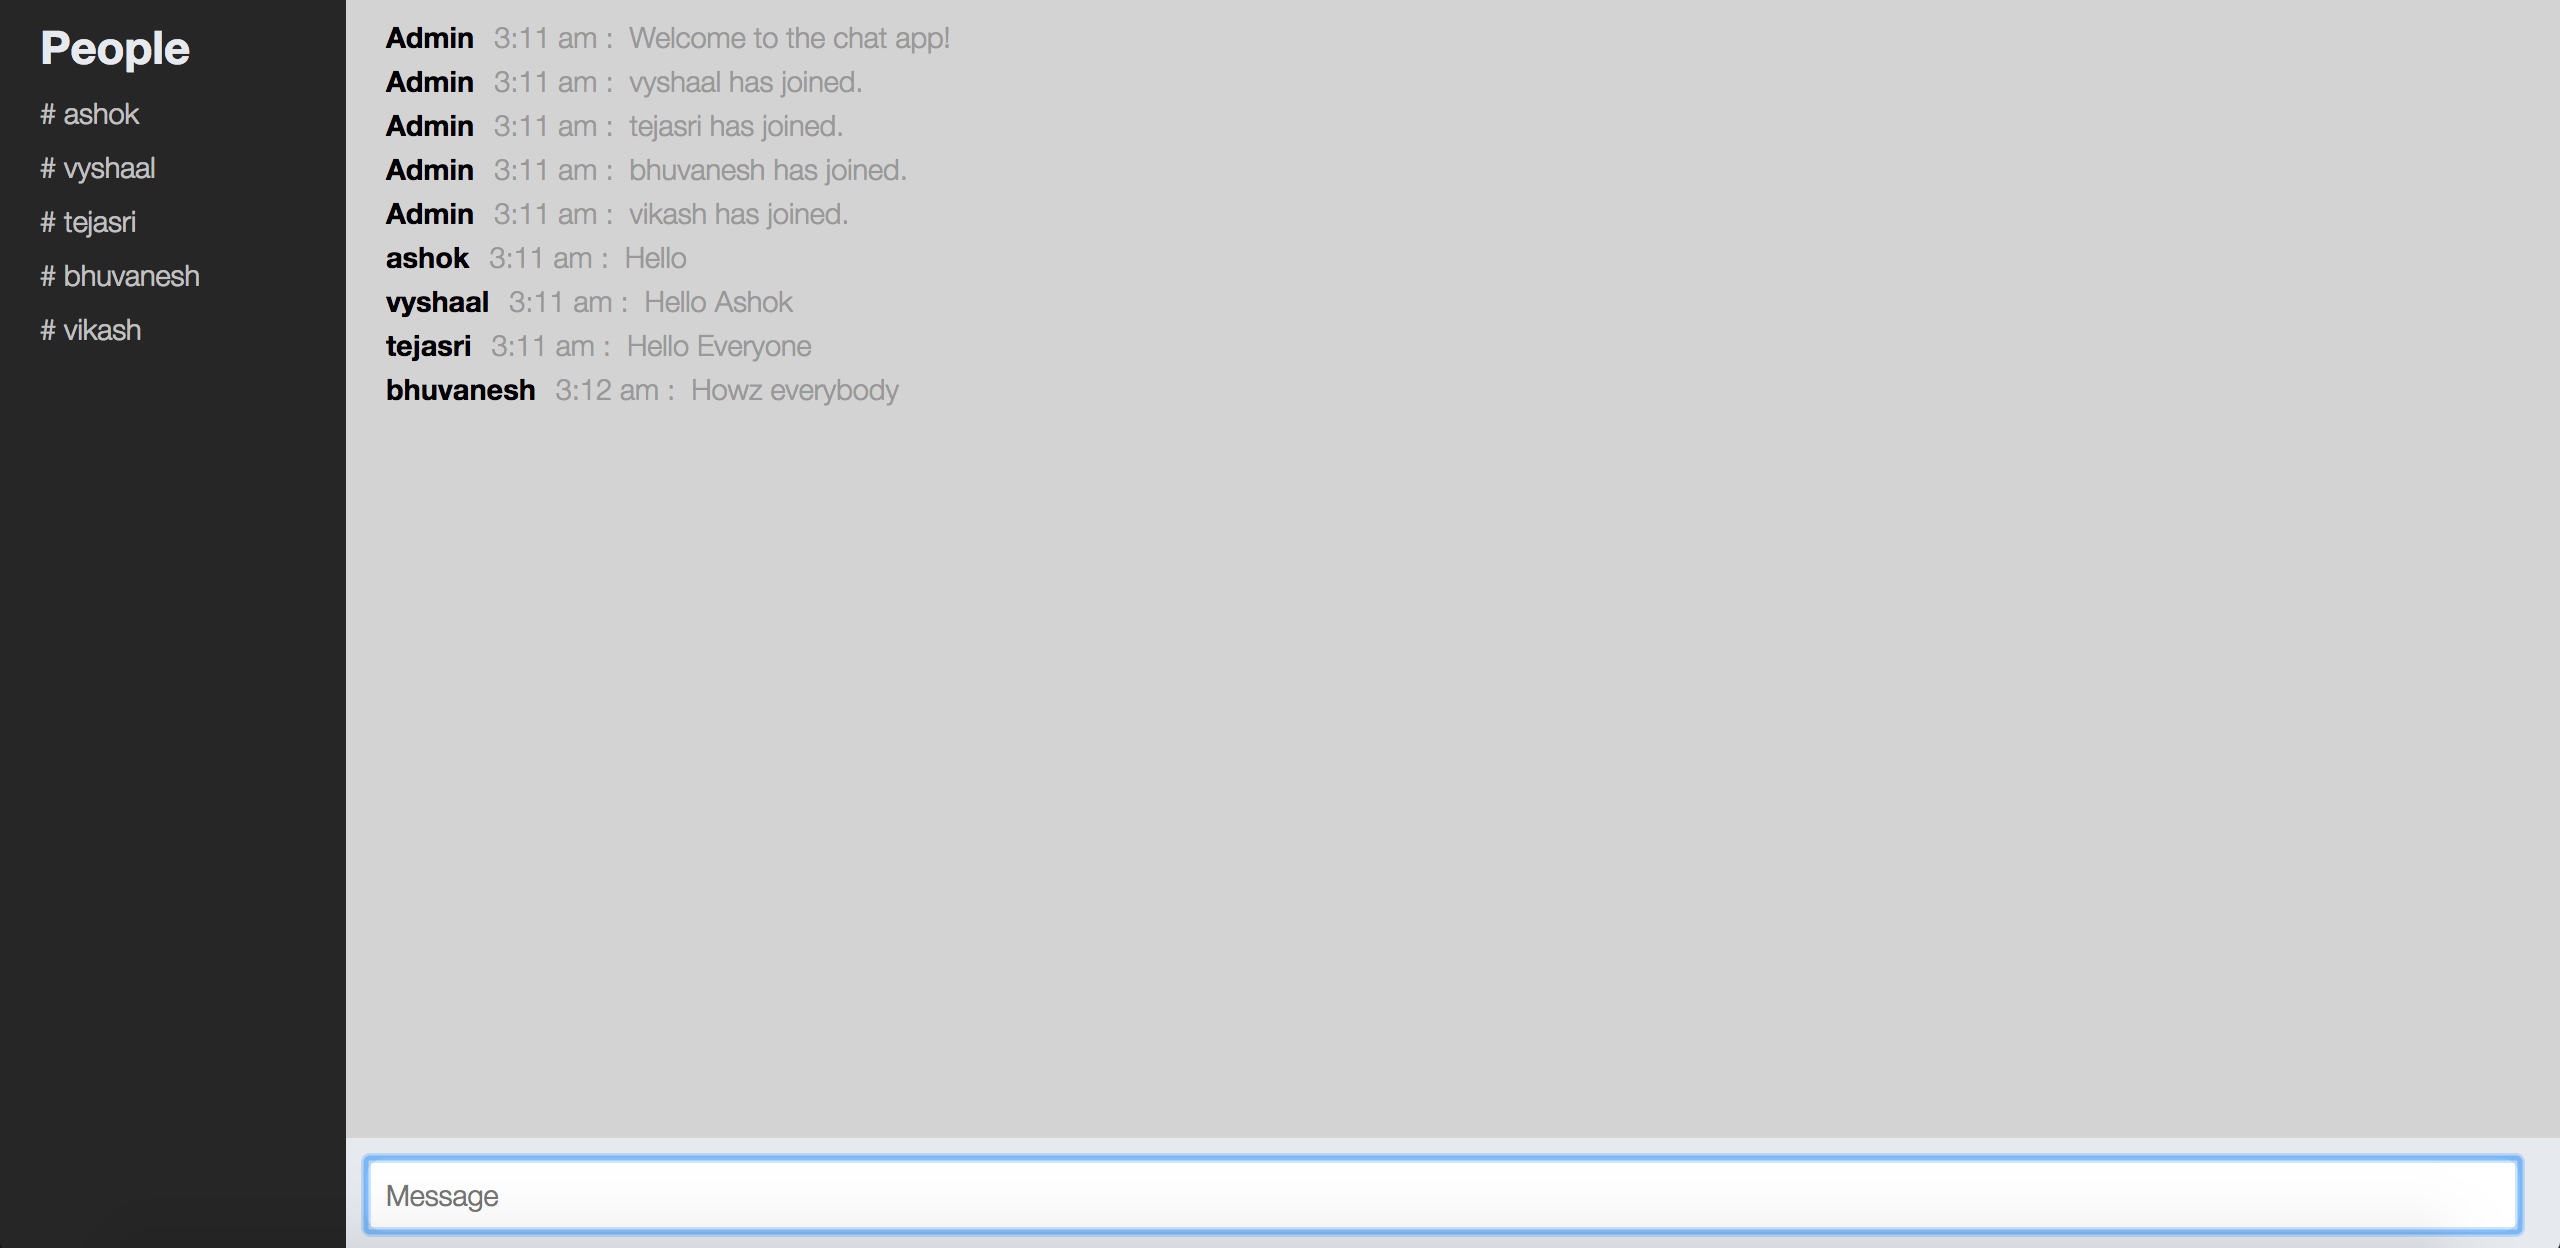 People
# ashok
# vyshaal
# tejasri
# bhuvanesh
# vikash
Admin 3:11 am : Welcome to the chat app!
Admin 3:11 am : vyshaal has joined.
Admin 3:11 am : tejasri has joined.
Admin 3:11 am : bhuvanesh has joined.
Admin 3:11 am : vikash has joined.
ashok 3:11 am : Hello
vyshaal 3:11 am : Hello Ashok
tejasri 3:11 am : Hello Everyone
bhuvanesh 3:12 am : Howz everybody
Message